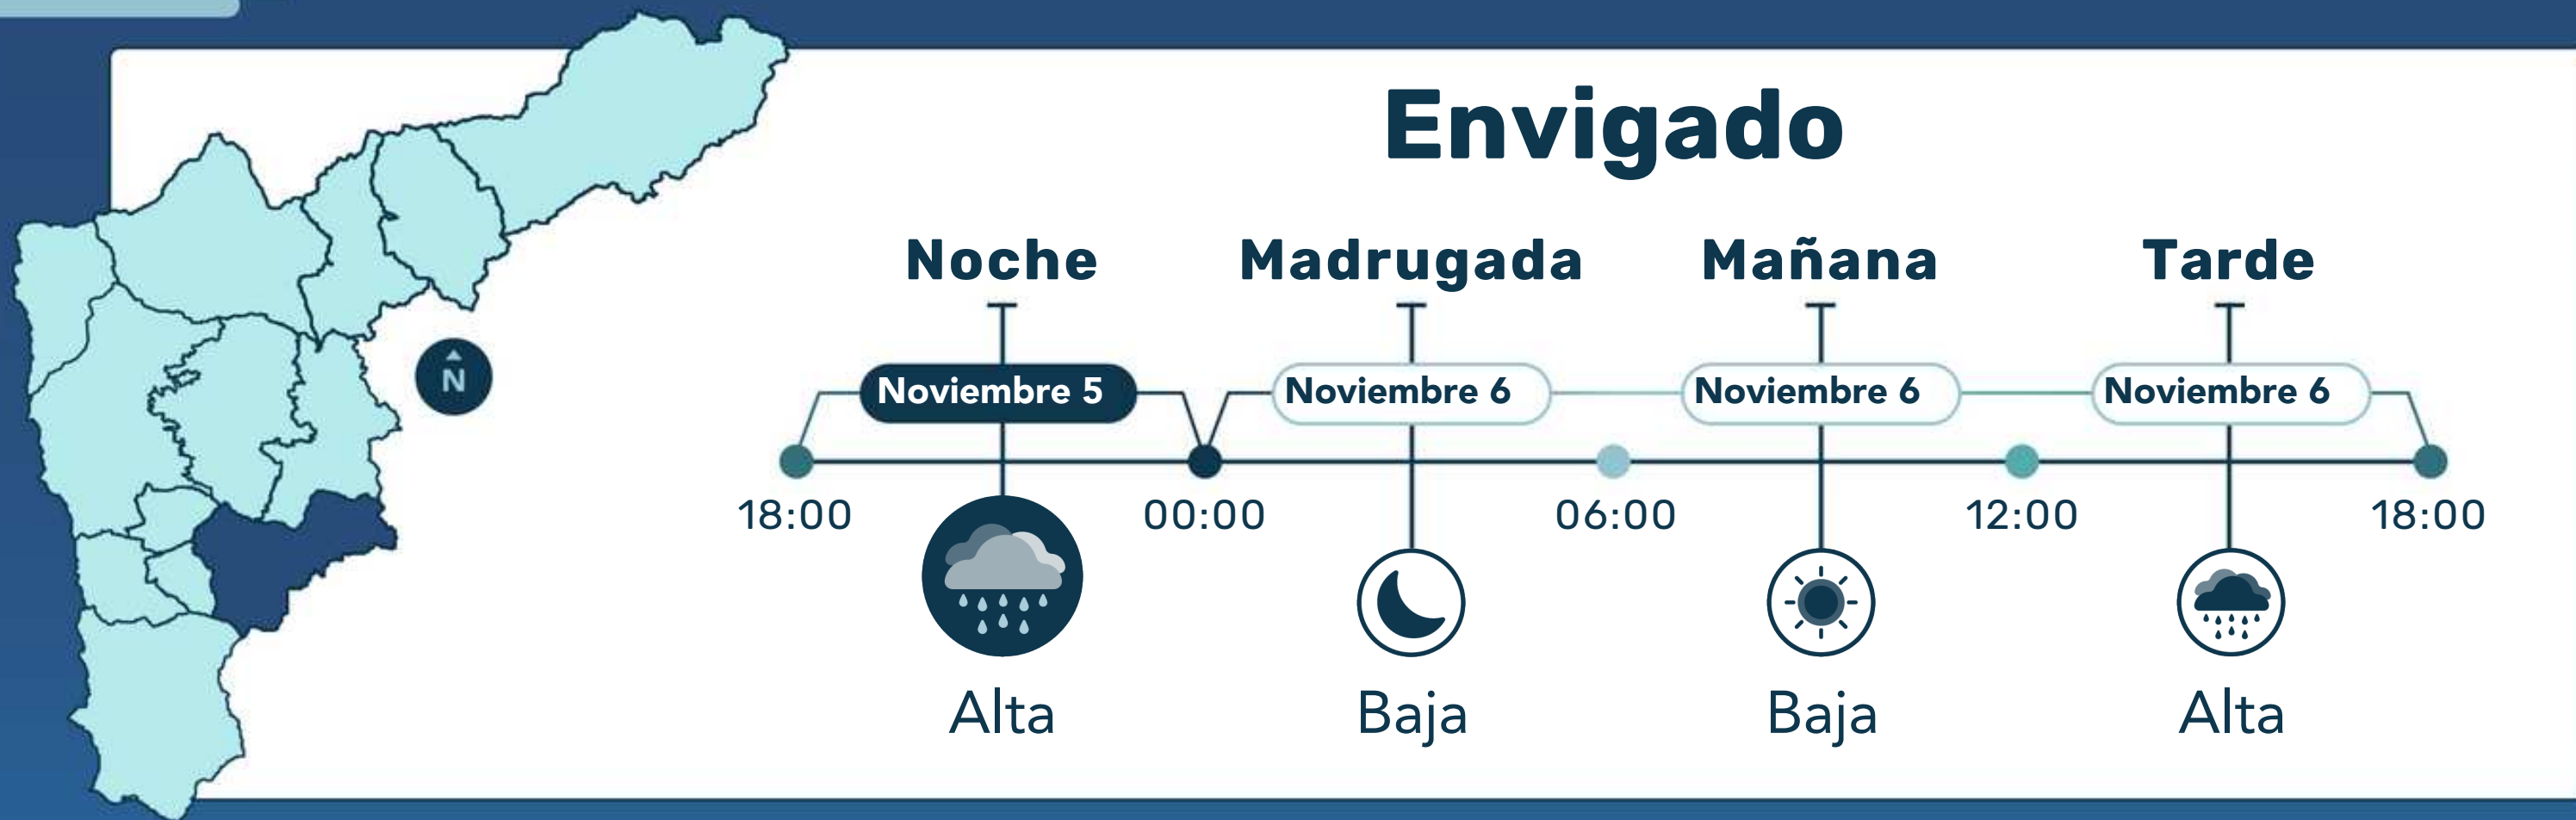 Envigado
Noche Madrugada Mañana Tarde
Noviembre 5 Noviembre 6 Noviembre 6 Noviembre 6
N
18:00 00:00 06:00 12:00 18:00
Alta Baja Baja Alta